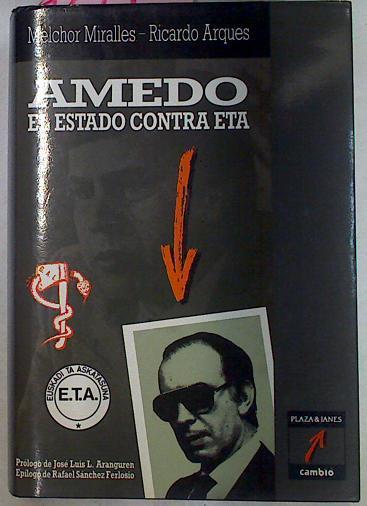 Melchor Miralles - Ricardo Arques
AMEDO
EL ESTADO CONTRA ETA
EUSKADI TA ASKATASUNA
E.T.A.
PLAZA & JANES
cambio
Prólogo de José Luis L. Aranguren
Epílogo de Rafael Sánchez Ferlosio